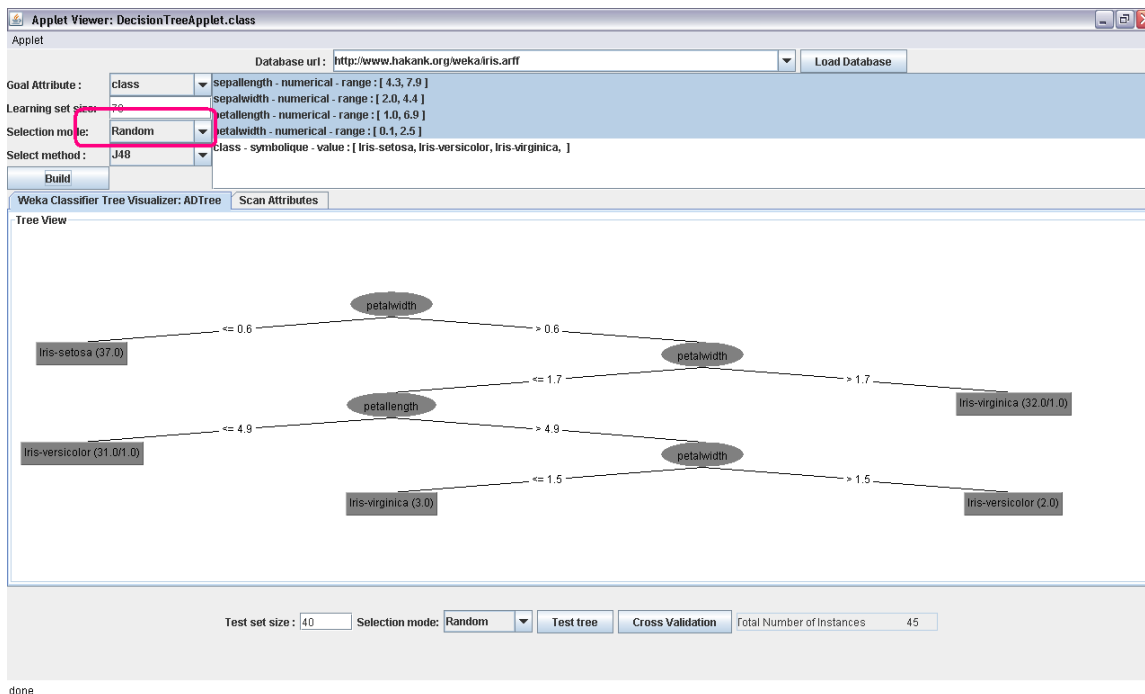 Applet Viewer: DecisionTreeApplet.class
Applet
Database url : http://www.hakank.org/weka/iris.arff Load Database
Goal Attribute : class
sepallength - numerical - range : [ 4.3, 7.9 ]
sepalwidth - numerical - range : [ 2.0, 4.4 ]
Learning set size: 70
petallength - numerical - range : [ 1.0, 6.9 ]
Selection mode: Random
petalwidth - numerical - range : [ 0.1, 2.5 ]
Select method : J48
class - symbolique - value : [ Iris-setosa, Iris-versicolor, Iris-virginica, ]
Build
Weka Classifier Tree Visualizer: ADTree Scan Attributes
Tree View
petalwidth
<= 0.6 > 0.6
Iris-setosa (37.0) petalwidth
<= 1.7 > 1.7
petallength Iris-virginica (32.0/1.0)
<= 4.9 > 4.9
Iris-versicolor (31.0/1.0) petalwidth
<= 1.5 > 1.5
Iris-virginica (3.0) Iris-versicolor (2.0)
Test set size : 40 Selection mode: Random Test tree Cross Validation Total Number of Instances 45
done